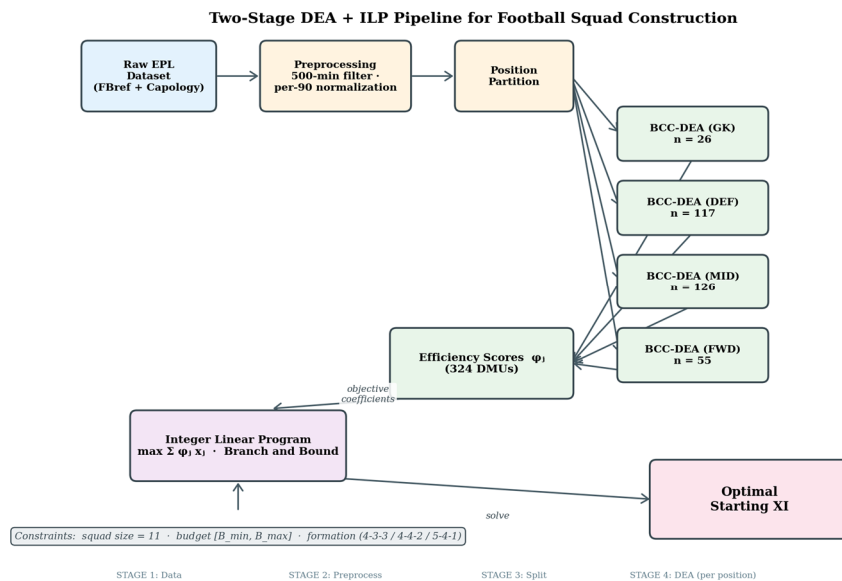 Two-Stage DEA + ILP Pipeline for Football Squad Construction
Raw EPL
Dataset
(FBref + Capology)
Preprocessing
500-min filter ·
per-90 normalization
Position
Partition
BCC-DEA (GK)
n = 26
BCC-DEA (DEF)
n = 117
BCC-DEA (MID)
n = 126
BCC-DEA (FWD)
n = 55
Efficiency Scores φⱼ
(324 DMUs)
objective
coefficients
Integer Linear Program
max Σ φⱼ xⱼ · Branch and Bound
Optimal
Starting XI
solve
Constraints: squad size = 11 · budget [B_min, B_max] · formation (4-3-3 / 4-4-2 / 5-4-1)
STAGE 1: Data
STAGE 2: Preprocess
STAGE 3: Split
STAGE 4: DEA (per position)